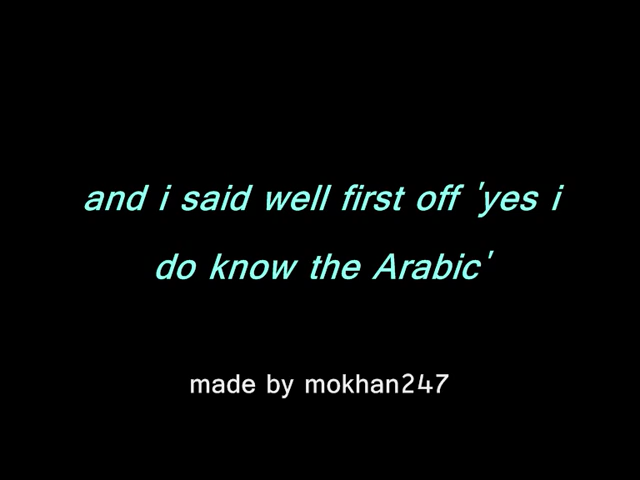 and i said well first off 'yes i
do know the Arabic'
made by mokhan247